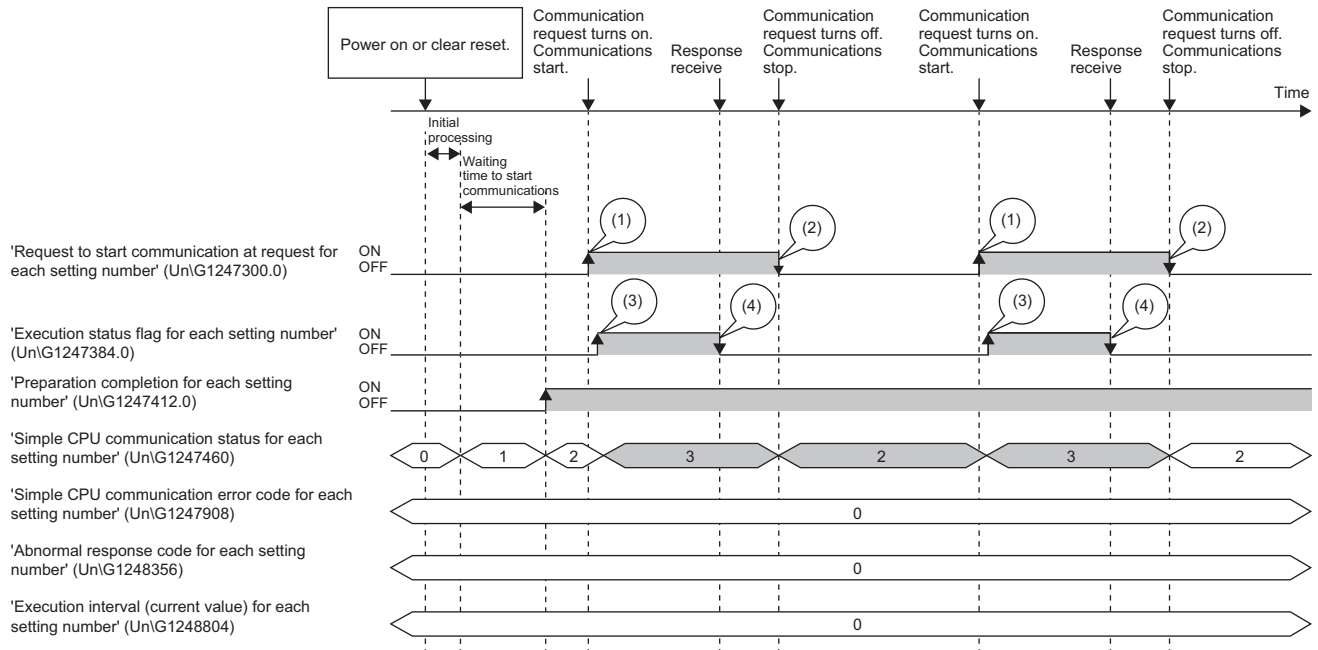 Power on or clear reset.
Communication
request turns on.
Communications
start.
Response
receive
Communication
request turns off.
Communications
stop.
Communication
request turns on.
Communications
start.
Response
receive
Communication
request turns off.
Communications
stop.
Time
Initial
processing
Waiting
time to start
communications
'Request to start communication at request for
each setting number' (Un\G1247300.0)
ON
OFF
(1)
(2)
(1)
(2)
'Execution status flag for each setting number'
(Un\G1247384.0)
ON
OFF
(3)
(4)
(3)
(4)
'Preparation completion for each setting
number' (Un\G1247412.0)
ON
OFF
'Simple CPU communication status for each
setting number' (Un\G1247460)
0
1
2
3
2
3
2
'Simple CPU communication error code for each
setting number' (Un\G1247908)
0
'Abnormal response code for each setting
number' (Un\G1248356)
0
'Execution interval (current value) for each
setting number' (Un\G1248804)
0